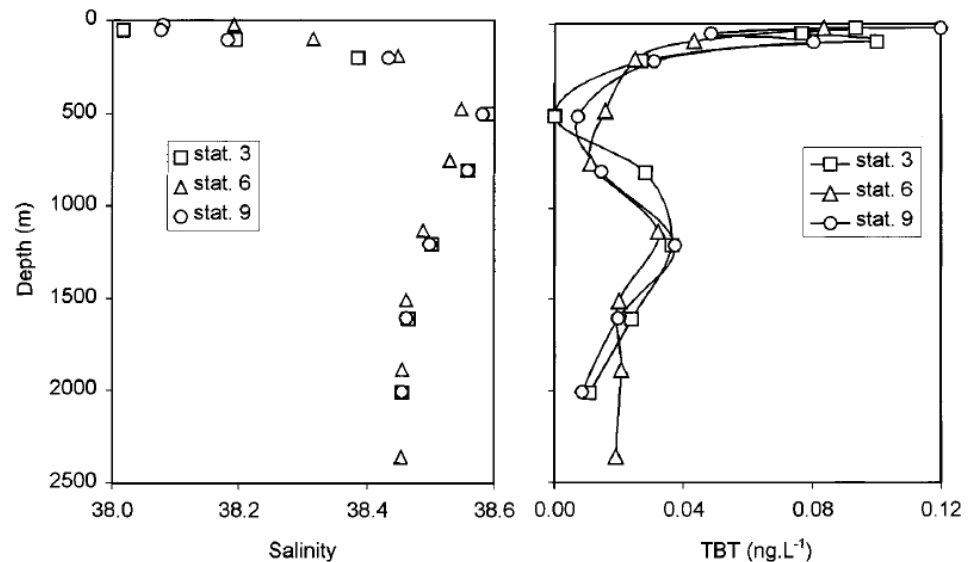 0
500
1000
1500
2000
2500
Depth (m)
38.0
38.2
38.4
38.6
Salinity
stat. 3
stat. 6
stat. 9
0.00
0.04
0.08
0.12
TBT (ng.L⁻¹)
stat. 3
stat. 6
stat. 9